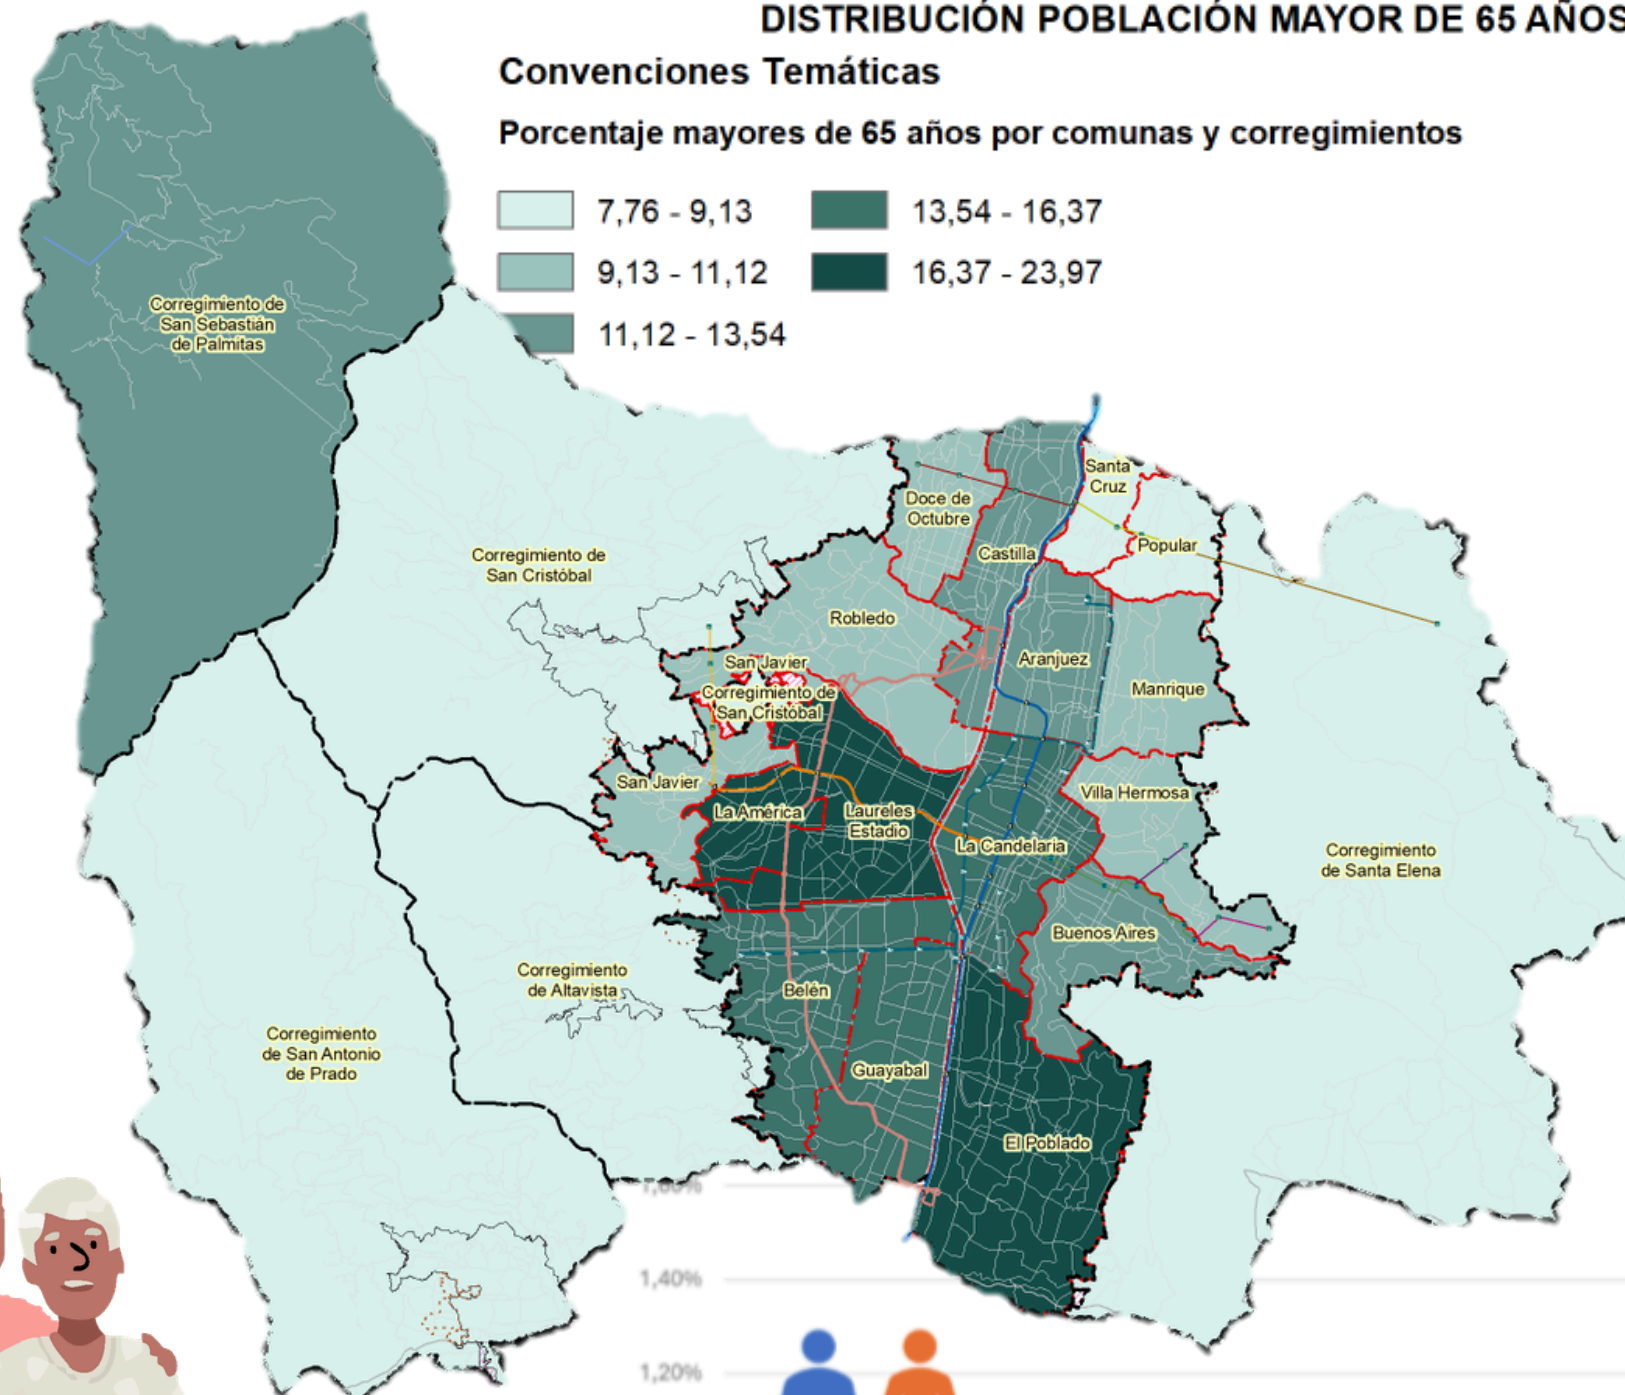 DISTRIBUCIÓN POBLACIÓN MAYOR DE 65 AÑOS
Convenciones Temáticas
Porcentaje mayores de 65 años por comunas y corregimientos
7,76 - 9,13
13,54 - 16,37
9,13 - 11,12
16,37 - 23,97
11,12 - 13,54
Corregimiento de
San Sebastián
de Palmitas
Santa
Cruz
Doce de
Octubre
Popular
Castilla
Corregimiento de
San Cristóbal
Robledo
Aranjuez
San Javier
Manrique
Corregimiento de
San Cristóbal
San Javier
Villa Hermosa
La América
Laureles
Estadio
La Candelaria
Corregimiento
de Santa Elena
Buenos Aires
Corregimiento
de Altavista
Belén
Corregimiento
de San Antonio
de Prado
Guayabal
El Poblado
1,60%
1,40%
1,20%